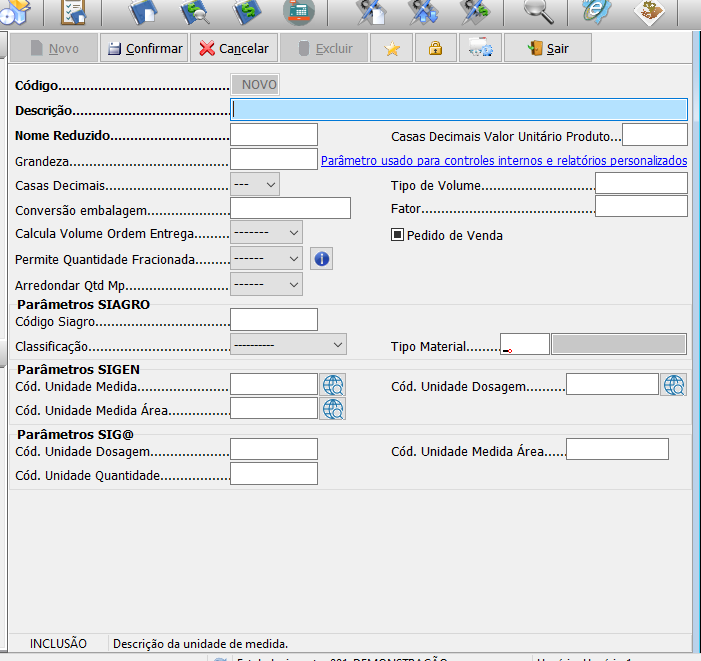 Novo Confirmar Cancelar Excluir Sair
Código NOVO
Descrição
Nome Reduzido Casas Decimais Valor Unitário Produto
Grandeza Parâmetro usado para controles internos e relatórios personalizados
Casas Decimais --- Tipo de Volume
Conversão embalagem Fator
Calcula Volume Ordem Entrega ------- Pedido de Venda
Permite Quantidade Fracionada ------
Arredondar Qtd Mp ------
Parâmetros SIAGRO
Código Siagro
Classificação ---------- Tipo Material
Parâmetros SIGEN
Cód. Unidade Medida Cód. Unidade Dosagem
Cód. Unidade Medida Área
Parâmetros SIG@
Cód. Unidade Dosagem Cód. Unidade Medida Área
Cód. Unidade Quantidade
INCLUSÃO Descrição da unidade de medida.